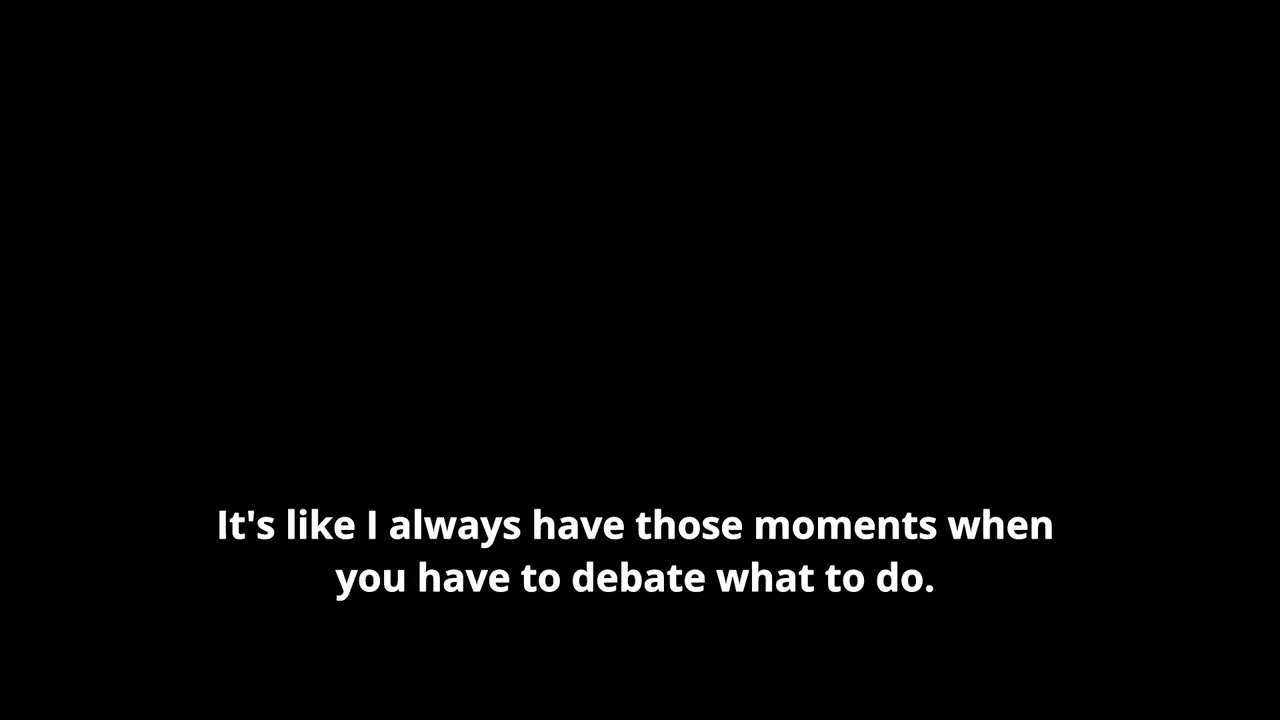 It's like I always have those moments when
you have to debate what to do.